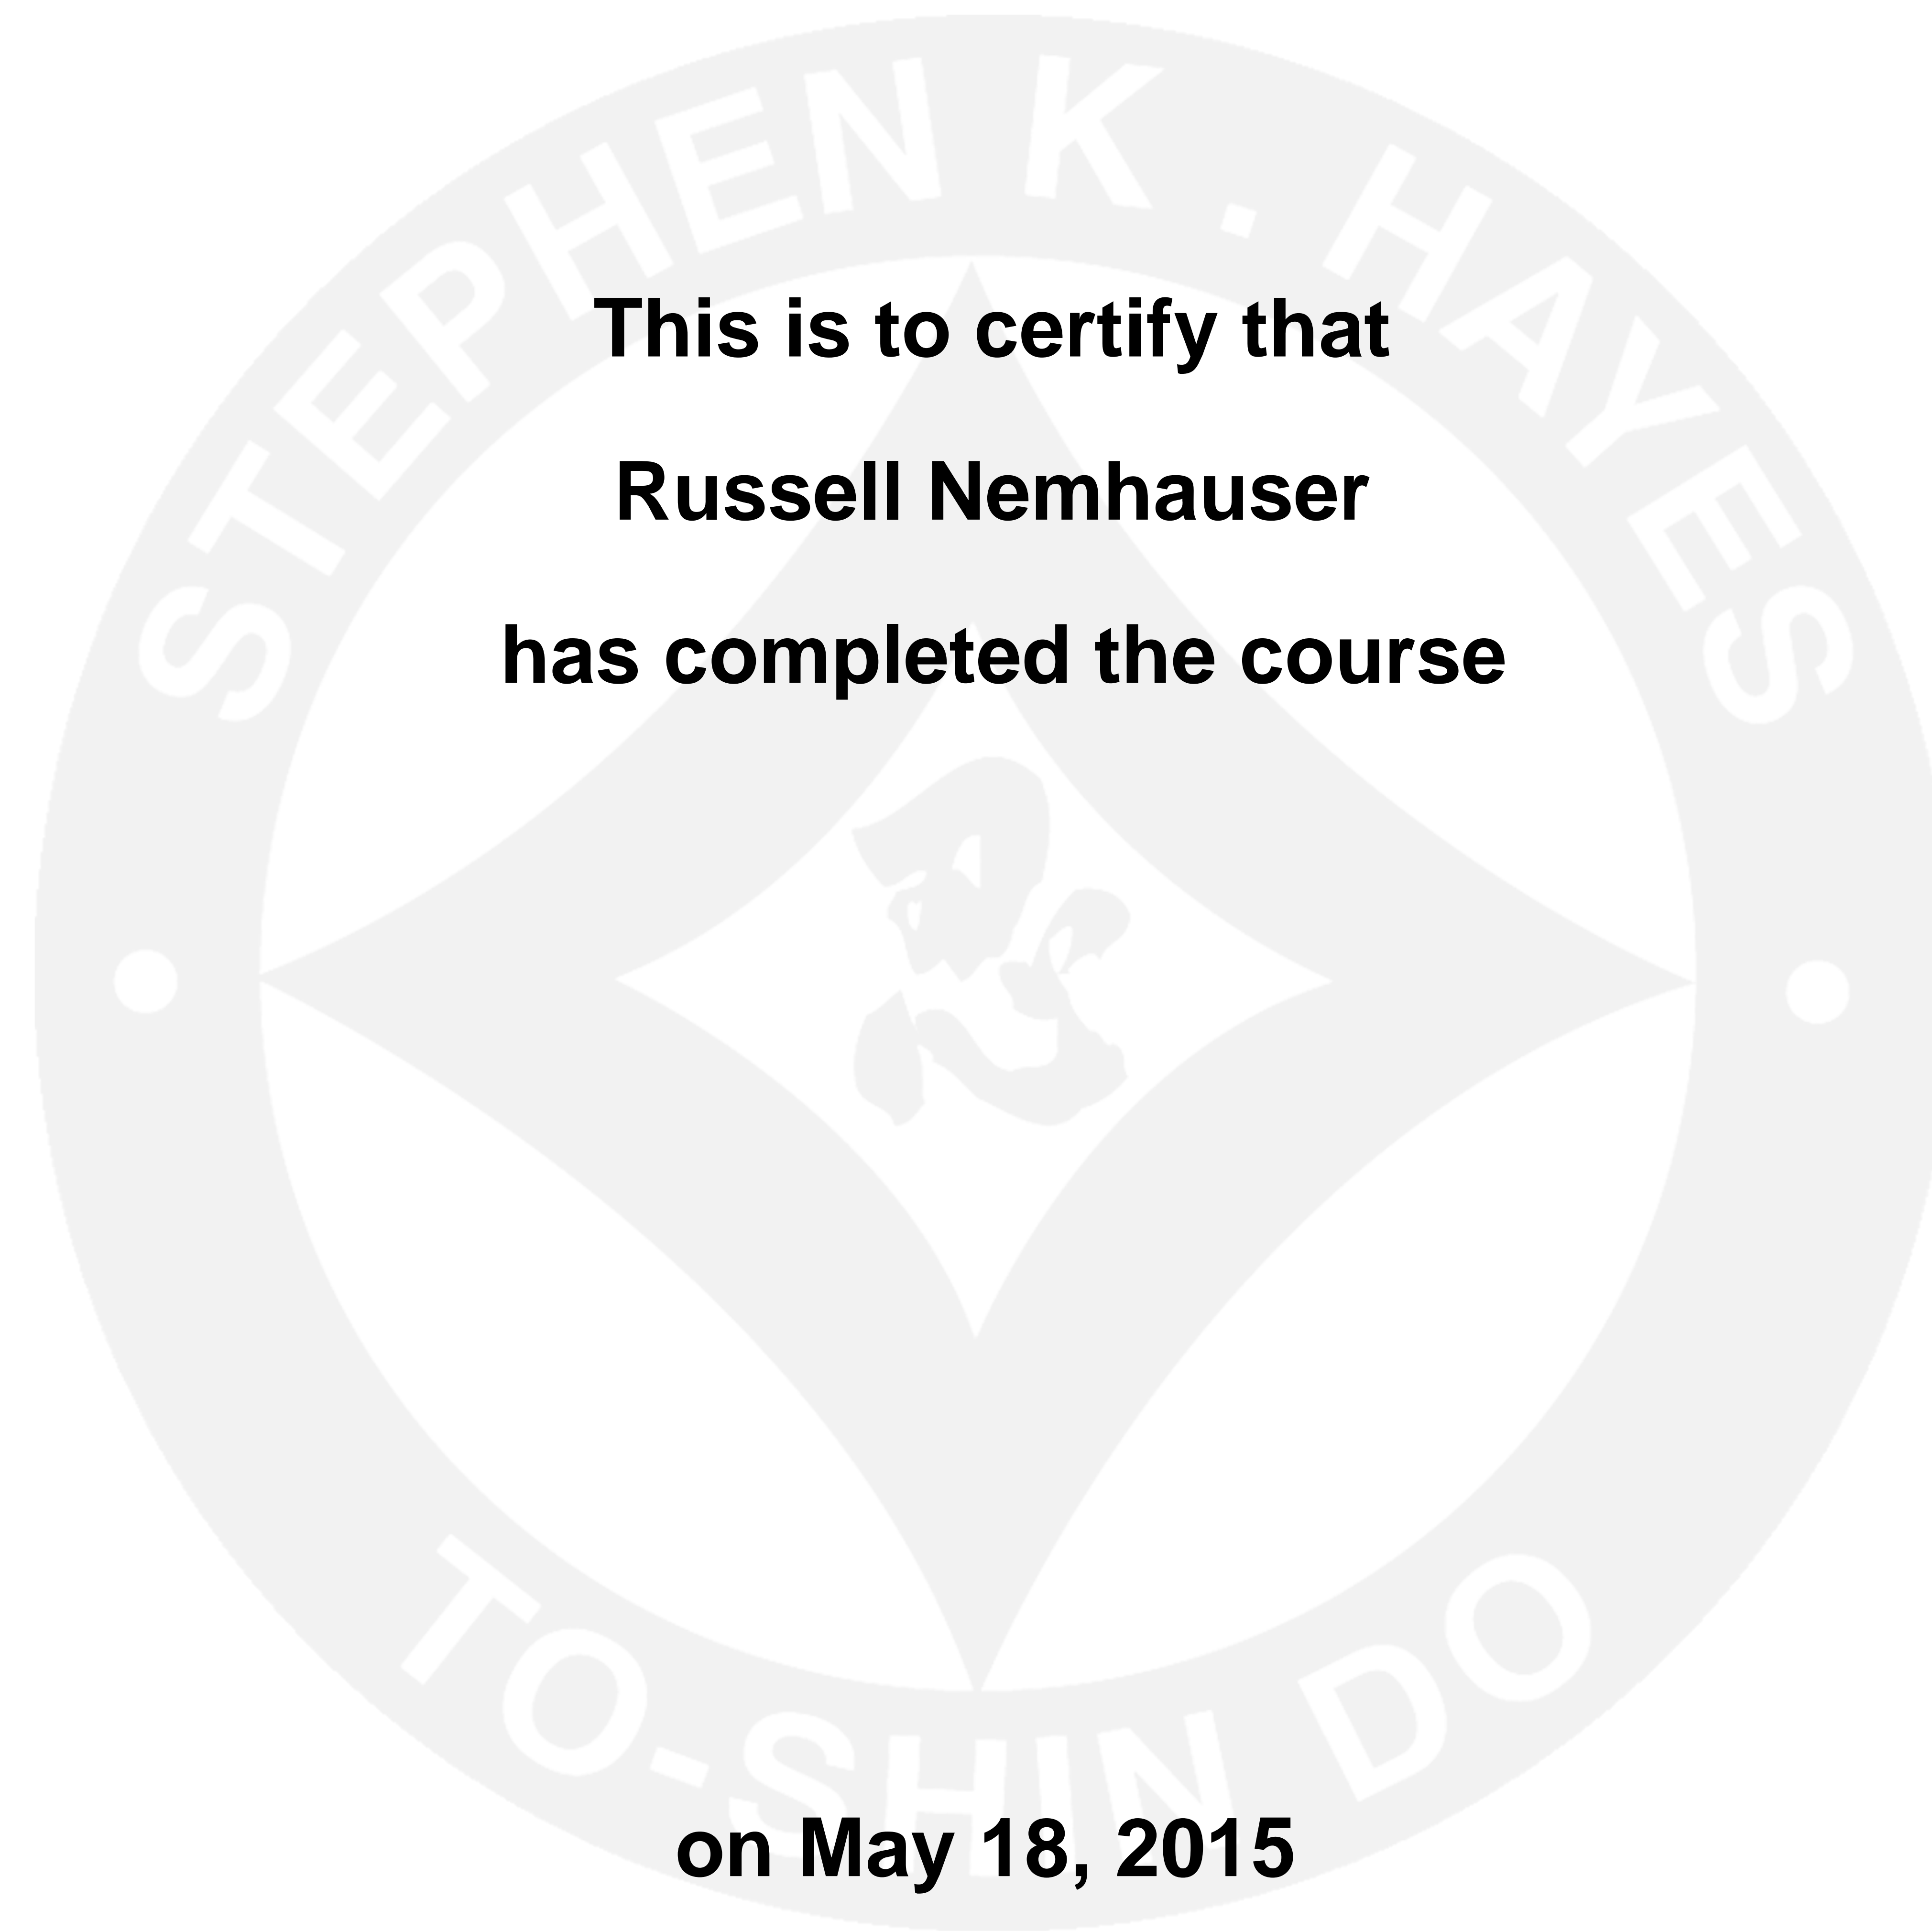 STEPHEN K. HAYES
This is to certify that
Russell Nemhauser
has completed the course
忍
TO-SHIN DO
on May 18, 2015